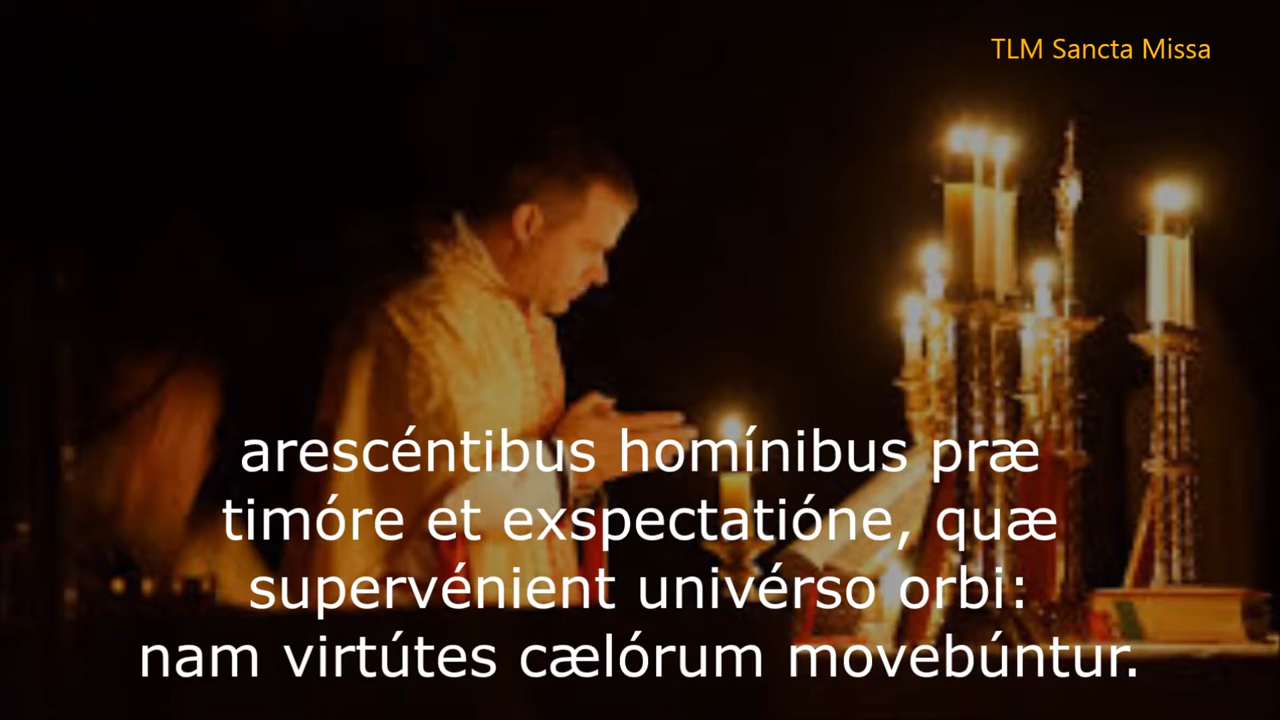 TLM Sancta Missa
arescéntibus homínibus præ
timóre et exspectatióne, quæ
supervénient univérso orbi:
nam virtútes cælórum movebúntur.